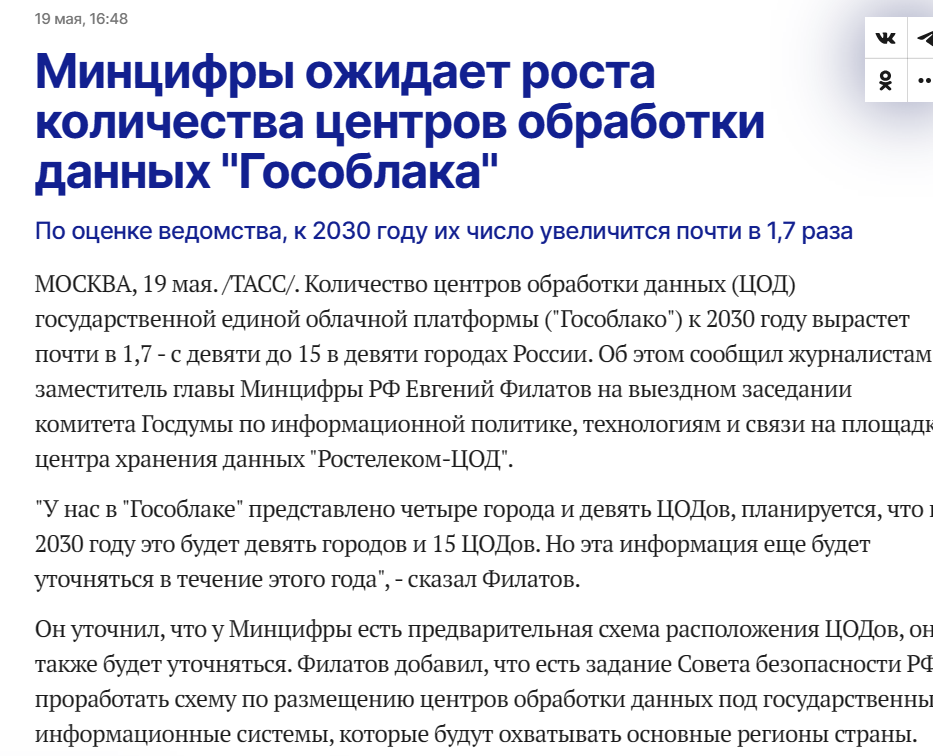 19 мая, 16:48
Минцифры ожидает роста
количества центров обработки
данных "Гособлака"
По оценке ведомства, к 2030 году их число увеличится почти в 1,7 раза
МОСКВА, 19 мая. /ТАСС/. Количество центров обработки данных (ЦОД)
государственной единой облачной платформы ("Гособлако") к 2030 году вырастет
почти в 1,7 - с девяти до 15 в девяти городах России. Об этом сообщил журналистам
заместитель главы Минцифры РФ Евгений Филатов на выездном заседании
комитета Госдумы по информационной политике, технологиям и связи на
центра хранения данных "Ростелеком-ЦОД".
"У нас в "Гособлаке" представлено четыре города и девять ЦОДов, планируется, что
2030 году это будет девять городов и 15 ЦОДов. Но эта информация еще будет
уточняться в течение этого года", - сказал Филатов.
Он уточнил, что у Минцифры есть предварительная схема расположения ЦОДов,
также будет уточняться. Филатов добавил, что есть задание Совета безопасности РФ
проработать схему по размещению центров обработки данных под
информационные системы, которые будут охватывать основные регионы страны.